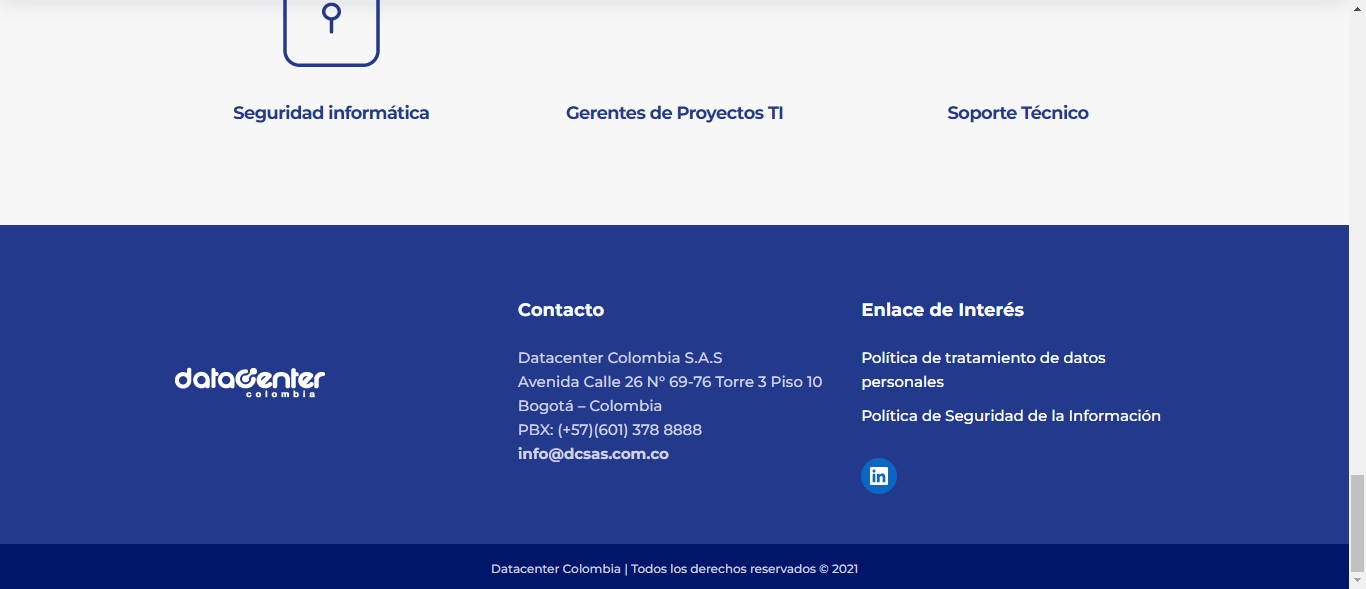 Seguridad informática
Gerentes de Proyectos TI
Soporte Técnico
datacenter
colombia
Contacto
Datacenter Colombia S.A.S
Avenida Calle 26 N° 69-76 Torre 3 Piso 10
Bogotá – Colombia
PBX: (+57)(601) 378 8888
info@dcsas.com.co
Enlace de Interés
Política de tratamiento de datos
personales
Política de Seguridad de la Información
in
Datacenter Colombia | Todos los derechos reservados © 2021